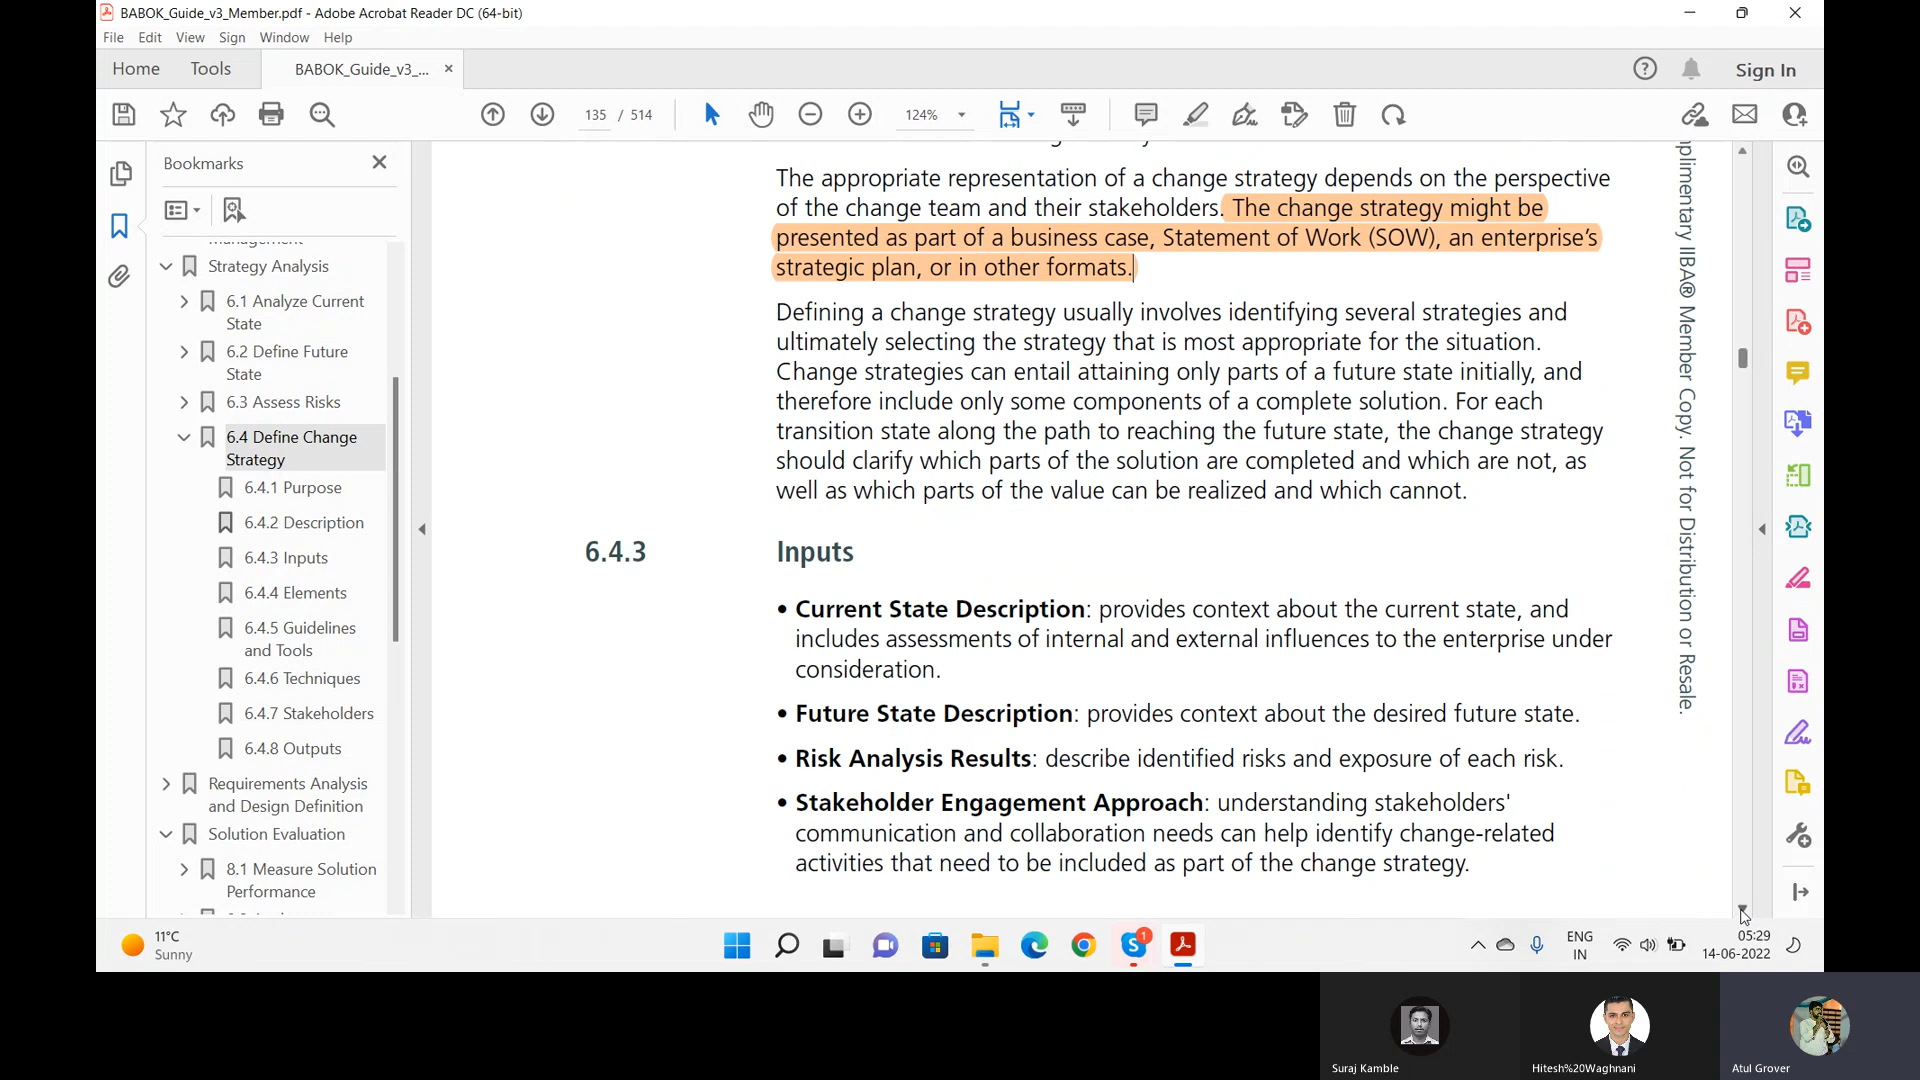 BABOK_Guide_v3_Member.pdf - Adobe Acrobat Reader DC (64-bit)
File Edit View Sign Window Help
Home Tools BABOK_Guide_v3_... × Sign In
135 / 514 124%
Bookmarks
Strategy Analysis
6.1 Analyze Current
State
6.2 Define Future
State
6.3 Assess Risks
6.4 Define Change
Strategy
6.4.1 Purpose
6.4.2 Description
6.4.3 Inputs
6.4.4 Elements
6.4.5 Guidelines
and Tools
6.4.6 Techniques
6.4.7 Stakeholders
6.4.8 Outputs
Requirements Analysis
and Design Definition
Solution Evaluation
8.1 Measure Solution
Performance
The appropriate representation of a change strategy depends on the perspective
of the change team and their stakeholders. The change strategy might be
presented as part of a business case, Statement of Work (SOW), an enterprise’s
strategic plan, or in other formats.
Defining a change strategy usually involves identifying several strategies and
ultimately selecting the strategy that is most appropriate for the situation.
Change strategies can entail attaining only parts of a future state initially, and
therefore include only some components of a complete solution. For each
transition state along the path to reaching the future state, the change strategy
should clarify which parts of the solution are completed and which are not, as
well as which parts of the value can be realized and which cannot.
6.4.3 Inputs
• Current State Description: provides context about the current state, and
includes assessments of internal and external influences to the enterprise under
consideration.
• Future State Description: provides context about the desired future state.
• Risk Analysis Results: describe identified risks and exposure of each risk.
• Stakeholder Engagement Approach: understanding stakeholders'
communication and collaboration needs can help identify change-related
activities that need to be included as part of the change strategy.
IIBA® Member Copy. Not for Distribution or Resale.
11°C
Sunny
1
ENG
IN
05:29
14-06-2022
Suraj Kamble
Hitesh%20Waghnani
Atul Grover